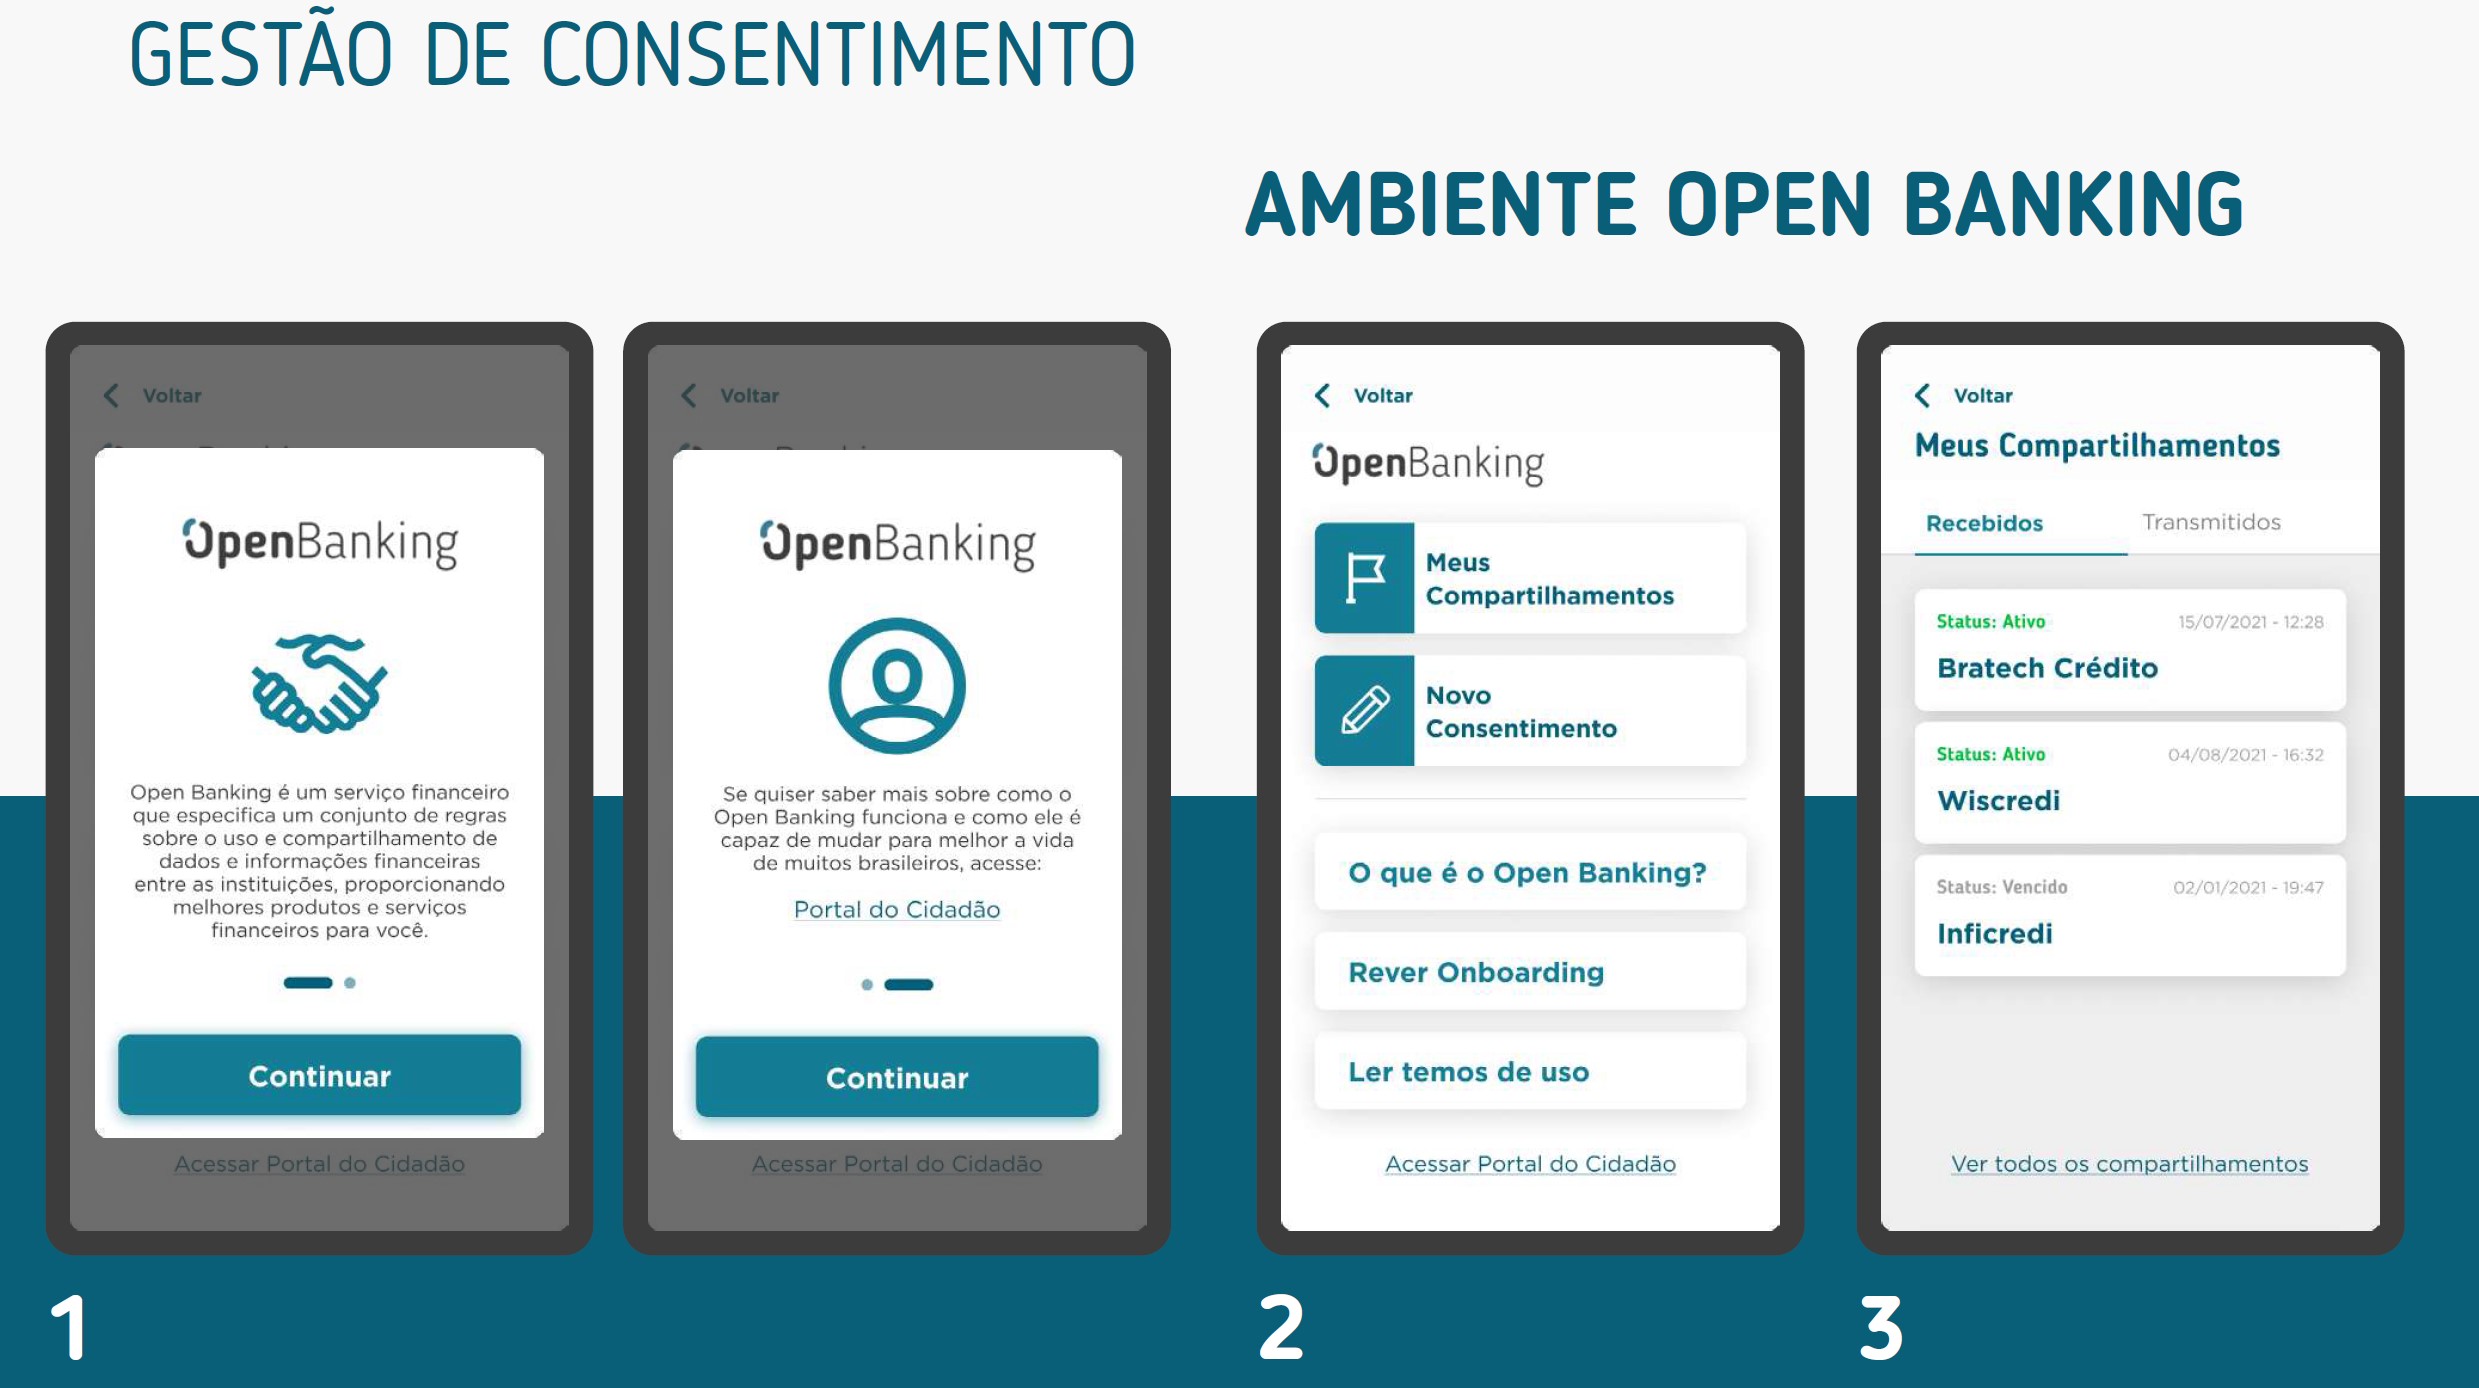 GESTÃO DE CONSENTIMENTO
AMBIENTE OPEN BANKING
Voltar
OpenBanking
Open Banking é um serviço financeiro
que especifica um conjunto de regras
sobre o uso e compartilhamento de
dados e informações financeiras
entre as instituições, proporcionando
melhores produtos e serviços
financeiros para você.
Continuar
Acessar Portal do Cidadão
1
Voltar
OpenBanking
Se quiser saber mais sobre como o
Open Banking funciona e como ele é
capaz de mudar para melhor a vida
de muitos brasileiros, acesse:
Portal do Cidadão
Continuar
Acessar Portal do Cidadão
Voltar
OpenBanking
Meus
Compartilhamentos
Novo
Consentimento
O que é o Open Banking?
Rever Onboarding
Ler temos de uso
Acessar Portal do Cidadão
2
Voltar
Meus Compartilhamentos
Recebidos Transmitidos
Status: Ativo 15/07/2021 - 12:28
Bratech Crédito
Status: Ativo 04/08/2021 - 16:32
Wiscredi
Status: Vencido 02/01/2021 - 19:47
Inficredi
Ver todos os compartilhamentos
3